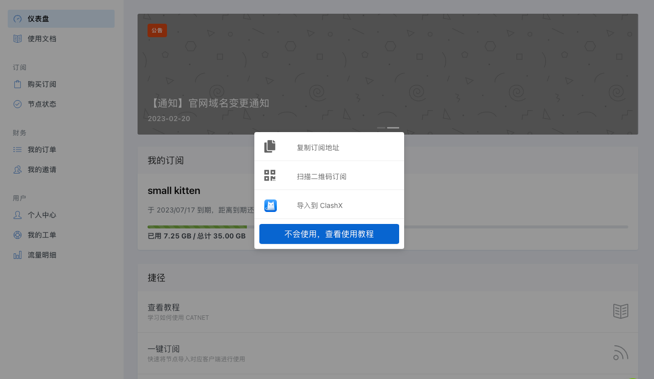 仪表盘
使用文档
订阅
购买订阅
节点状态
财务
我的订单
我的邀请
用户
个人中心
我的工单
流量明细
公告
【通知】官网域名变更通知
2023-02-20
我的订阅
small kitten
于 2023/07/17 到期，距离到期还
已用 7.25 GB / 总计 35.00 GB
复制订阅地址
扫描二维码订阅
导入到 ClashX
不会使用，查看使用教程
捷径
查看教程
学习如何使用 CATNET
一键订阅
快速将节点导入对应客户端进行使用